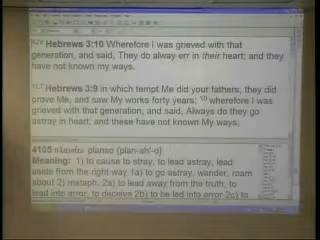 KJV Hebrews 3:10 Wherefore I was grieved with that
generation, and said, They do alway err in their heart; and they
have not known my ways.
YLT Hebrews 3:9 in which tempt Me did your fathers, they did
prove Me, and saw My works forty years; 10 wherefore I was
grieved with that generation, and said, Always do they go
astray in heart; and these have not known My ways;
4105 planao {plan-ah'-o}
Meaning: 1) to cause to stray, to lead astray, lead
aside from the right way 1a) to go astray, wander, roam
about 2) metaph. 2a) to lead away from the truth, to
lead into error, to deceive 2b) to be led into error 2c) to